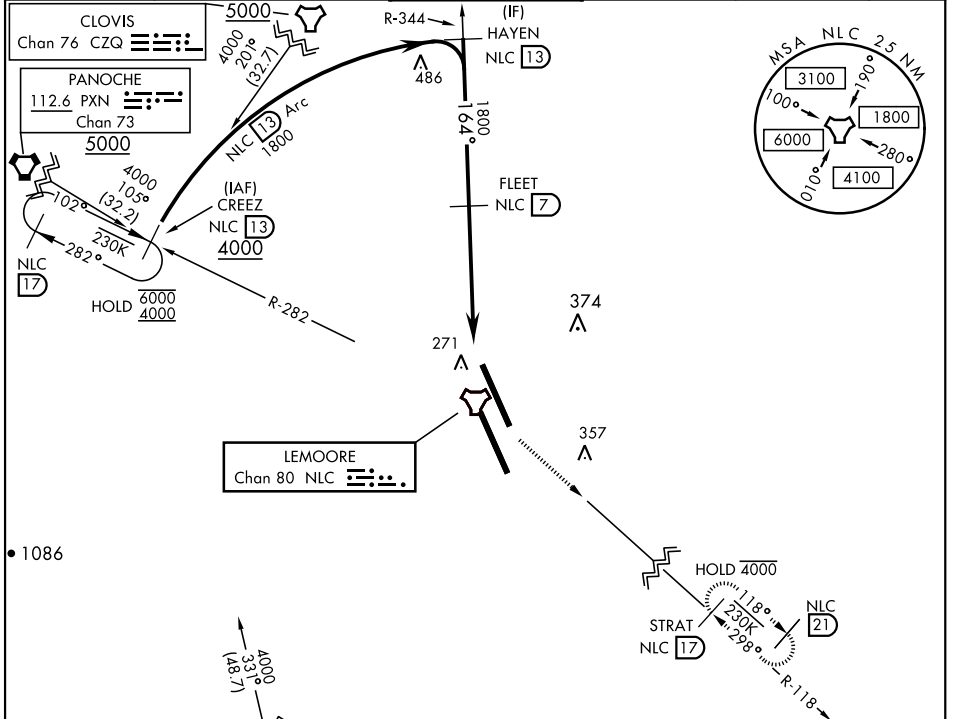 CLOVIS
Chan 76 CZQ
5000
PANOCHE
112.6 PXN
Chan 73
5000
R-344
(IF)
HAYEN
NLC 13
486
4000
201°
(32.7)
NLC 13 Arc
1800
1800
164°
MSA NLC 25 NM
3100
190°
100°
1800
6000
280°
010°
4100
4000
105°
(32.2)
102°
230K
282°
(IAF)
CREEZ
NLC 13
4000
FLEET
NLC 7
NLC
17
HOLD 6000
4000
R-282
374
271
357
LEMOORE
Chan 80 NLC
1086
HOLD 4000
118°
230K
298°
NLC
21
STRAT
NLC 17
R-118
4000
331°
(48.7)